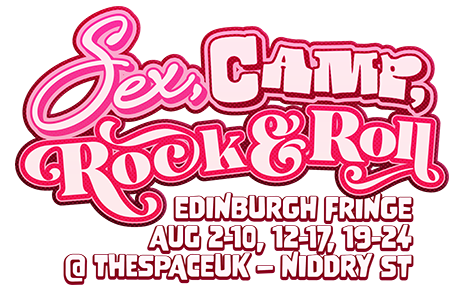 Sex, CAMP,
Rock & Roll
EDINBURGH FRINGE
AUG 2-10, 12-17, 19-24
@ THESPACEUK – NIDDRY ST